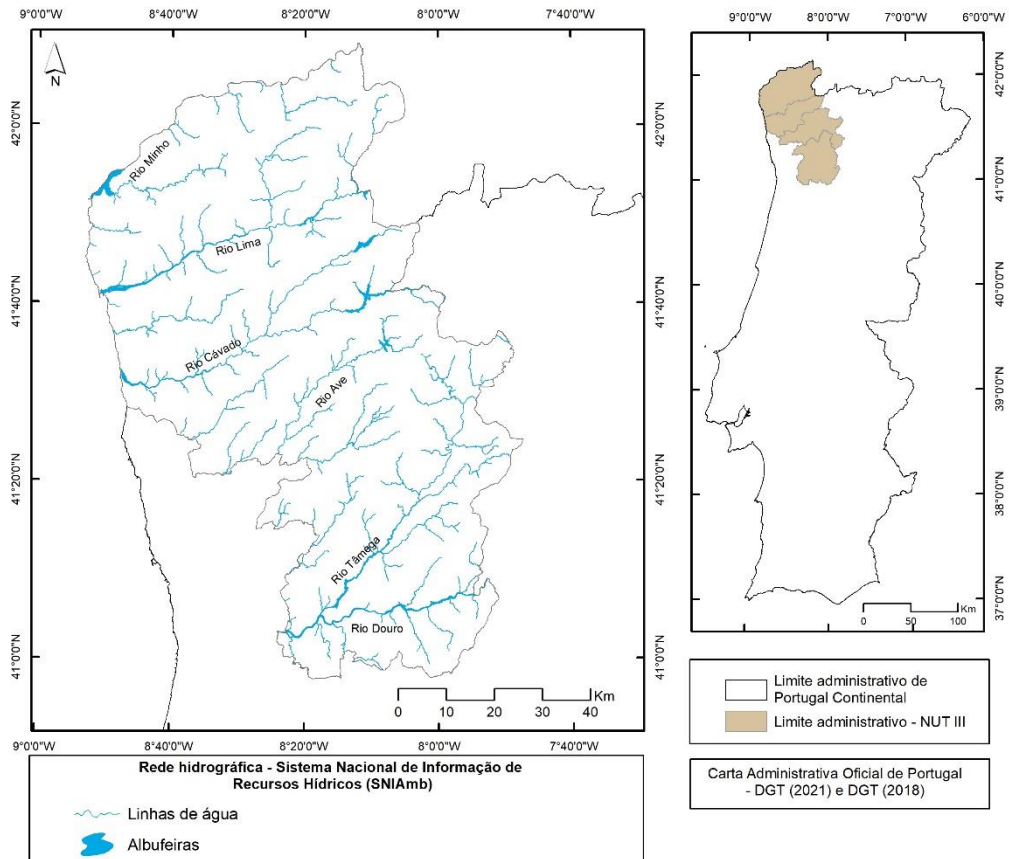 9°0'0"W 8°40'0"W 8°20'0"W 8°0'0"W 7°40'0"W
N
42°0'0"N
41°40'0"N
41°20'0"N
41°0'0"N
Rio Minho
Rio Lima
Rio Cávado
Rio Ave
Rio Tâmega
Rio Douro
42°0'0"N
41°40'0"N
41°20'0"N
41°0'0"N
Km
0 10 20 30 40
9°0'0"W 8°40'0"W 8°20'0"W 8°0'0"W 7°40'0"W
Rede hidrográfica - Sistema Nacional de Informação de
Recursos Hídricos (SNIAmb)
Linhas de água
Albufeiras
9°0'0"W 8°0'0"W 7°0'0"W 6°0'0"W
42°0'0"N
41°0'0"N
40°0'0"N
39°0'0"N
38°0'0"N
37°0'0"N
Km
0 50 100
Limite administrativo de
Portugal Continental
Limite administrativo - NUT III
Carta Administrativa Oficial de Portugal
- DGT (2021) e DGT (2018)